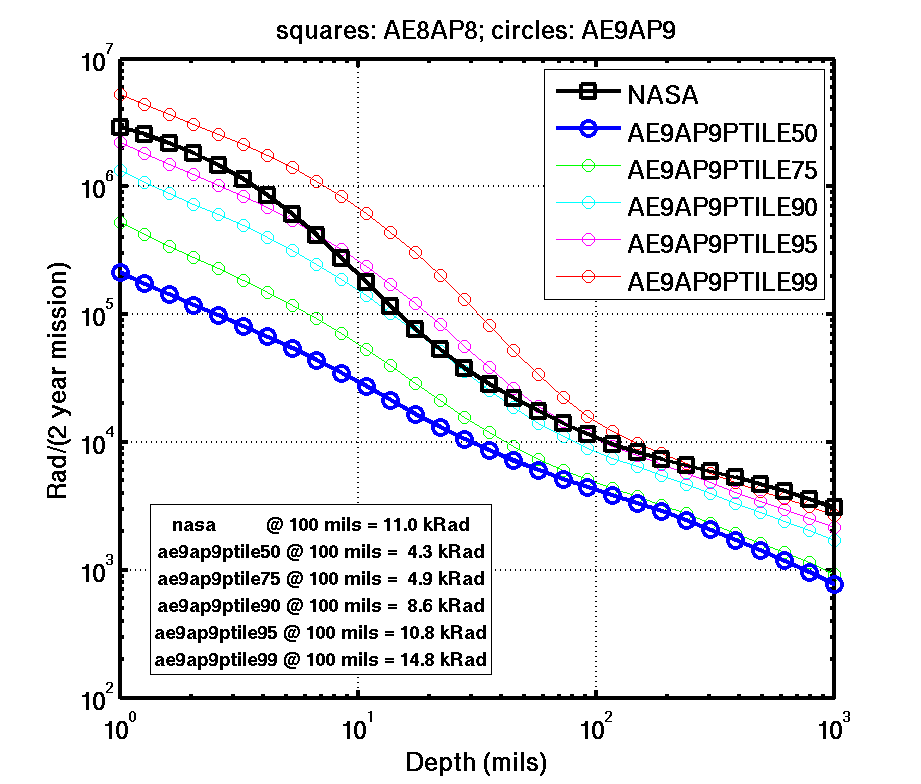 squares: AE8AP8; circles: AE9AP9
10^7
10^6
10^5
10^4
10^3
10^2
Rad/(2 year mission)
NASA
AE9AP9PTILE50
AE9AP9PTILE75
AE9AP9PTILE90
AE9AP9PTILE95
AE9AP9PTILE99
nasa @ 100 mils = 11.0 kRad
ae9ap9ptile50 @ 100 mils = 4.3 kRad
ae9ap9ptile75 @ 100 mils = 4.9 kRad
ae9ap9ptile90 @ 100 mils = 8.6 kRad
ae9ap9ptile95 @ 100 mils = 10.8 kRad
ae9ap9ptile99 @ 100 mils = 14.8 kRad
10^0 10^1 10^2 10^3
Depth (mils)